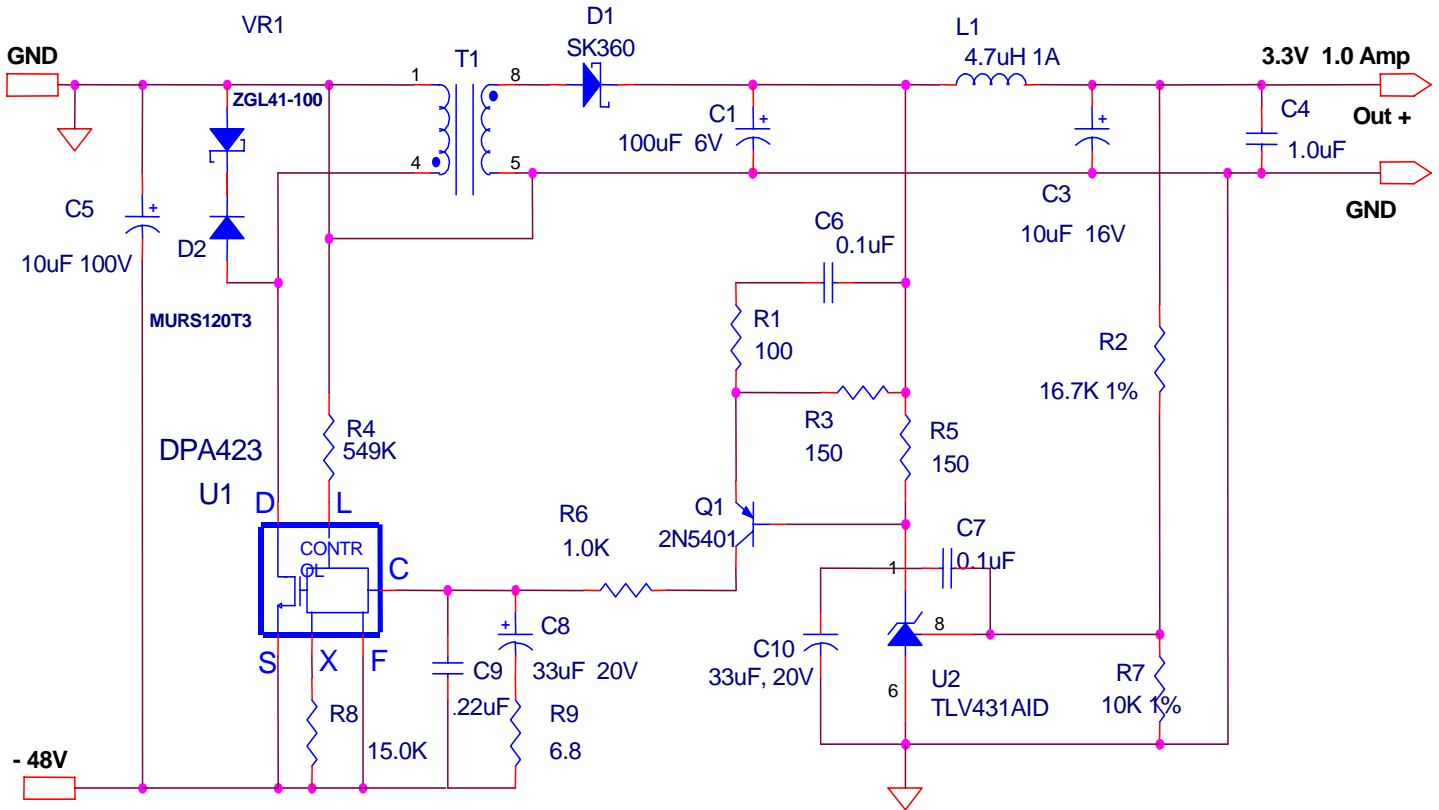 VR1
D1
SK360
L1
4.7uH 1A
GND
T1
3.3V 1.0 Amp
1
8
ZGL41-100
C1
100uF 6V
C4
1.0uF
Out +
4
5
C5
10uF 100V
D2
C6
0.1uF
C3
10uF 16V
GND
MURS120T3
R1
100
R2
16.7K 1%
R3
150
R5
150
R4
549K
DPA423
U1
D
L
Q1
2N5401
R6
1.0K
C7
0.1uF
CONTR
OL
C
1
8
S
X
F
C8
33uF 20V
C9
.22uF
C10
33uF, 20V
6
U2
TLV431AID
R7
10K 1%
R8
15.0K
R9
6.8
- 48V